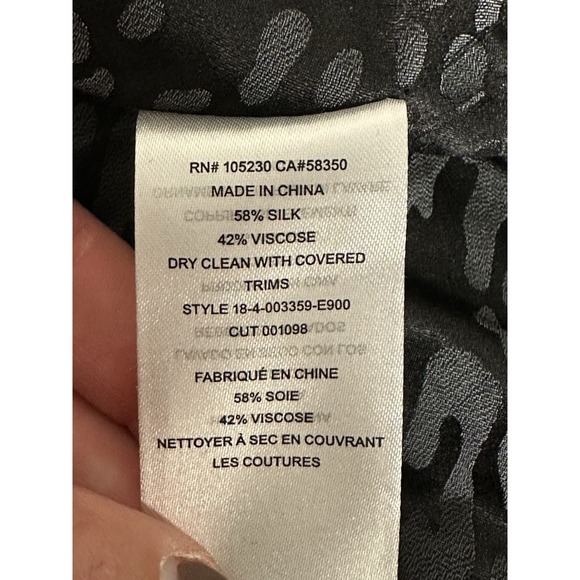 RN# 105230 CA#58350
MADE IN CHINA
58% SILK
42% VISCOSE
DRY CLEAN WITH COVERED
TRIMS
STYLE 18-4-003359-E900
CUT 001098
FABRIQUÉ EN CHINE
58% SOIE
42% VISCOSE
NETTOYER À SEC EN COUVRANT
LES COUTURES